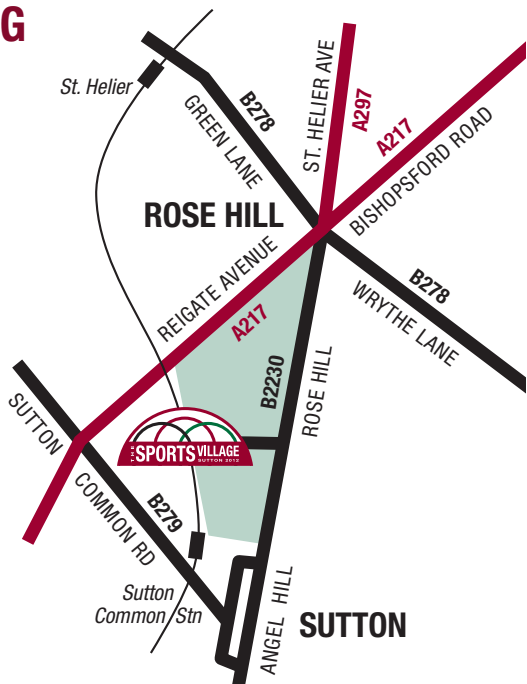 G
St. Helier
B278
GREEN LANE
ST. HELIER AVE
A297
A217
BISHOPSFORD ROAD
ROSE HILL
REIGATE AVENUE
A217
B278
WRYTHE LANE
B2230
ROSE HILL
SUTTON
COMMON RD
THE
SPORTS VILLAGE
SUTTON 2012
B279
Sutton
Common Stn
ANGEL HILL
SUTTON